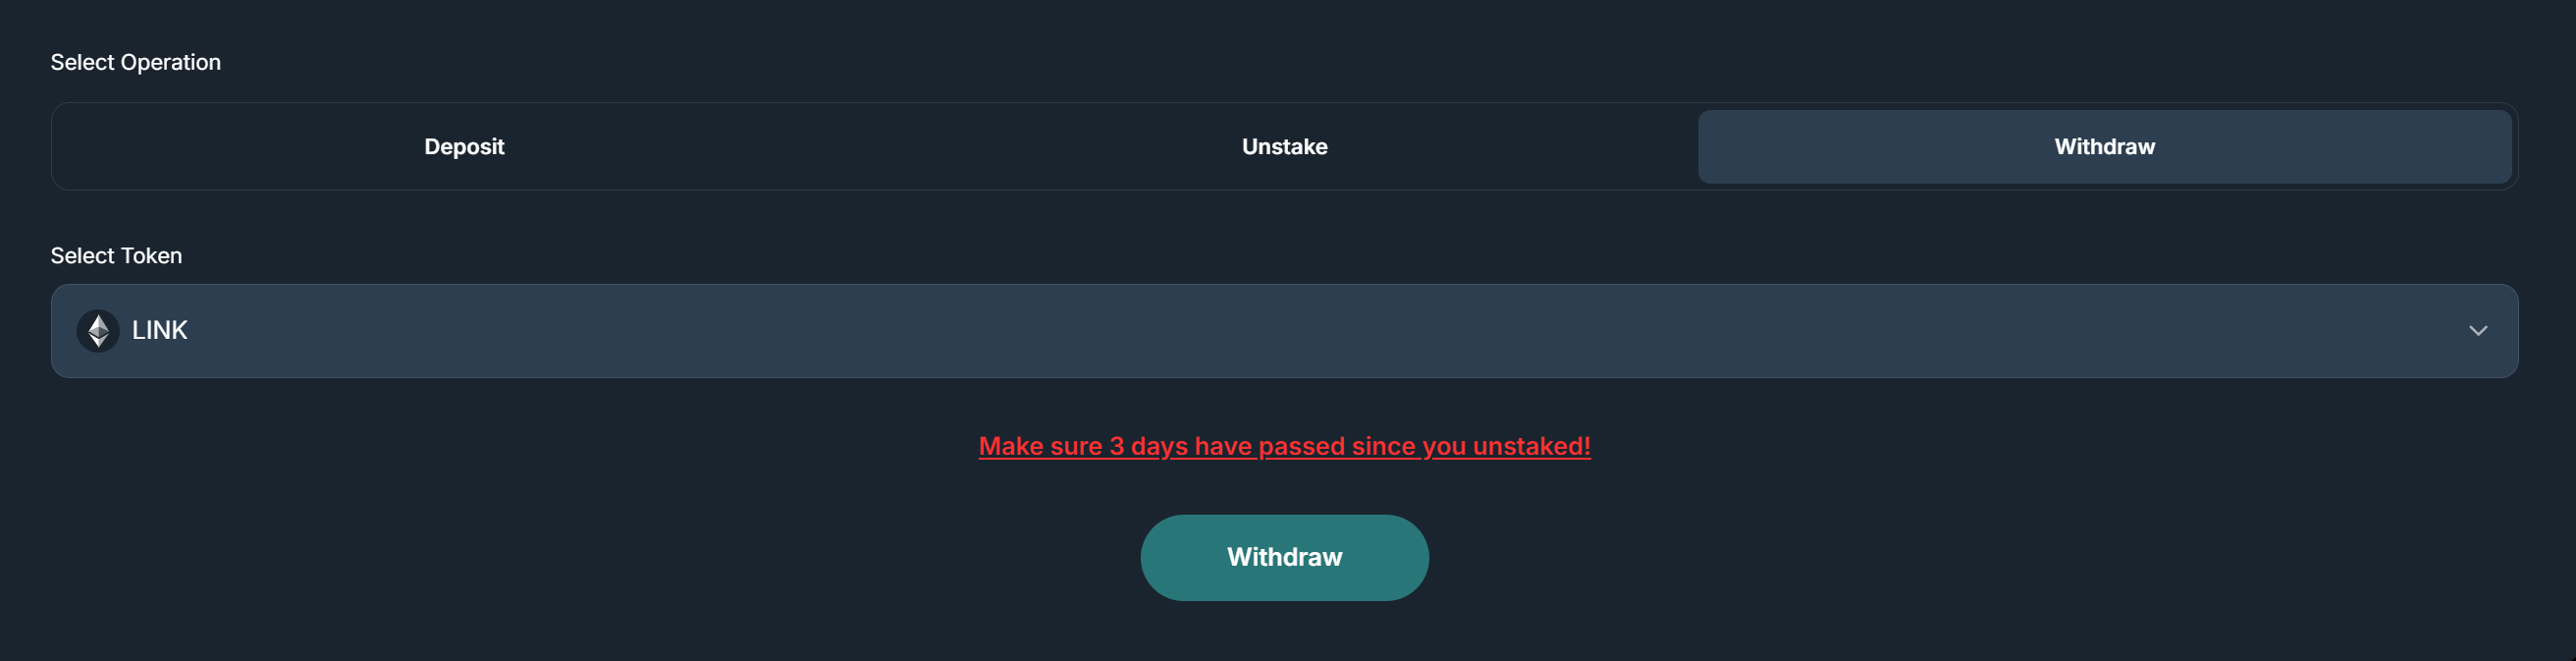 Select Operation
Deposit Unstake Withdraw
Select Token
LINK
Make sure 3 days have passed since you unstaked!
Withdraw